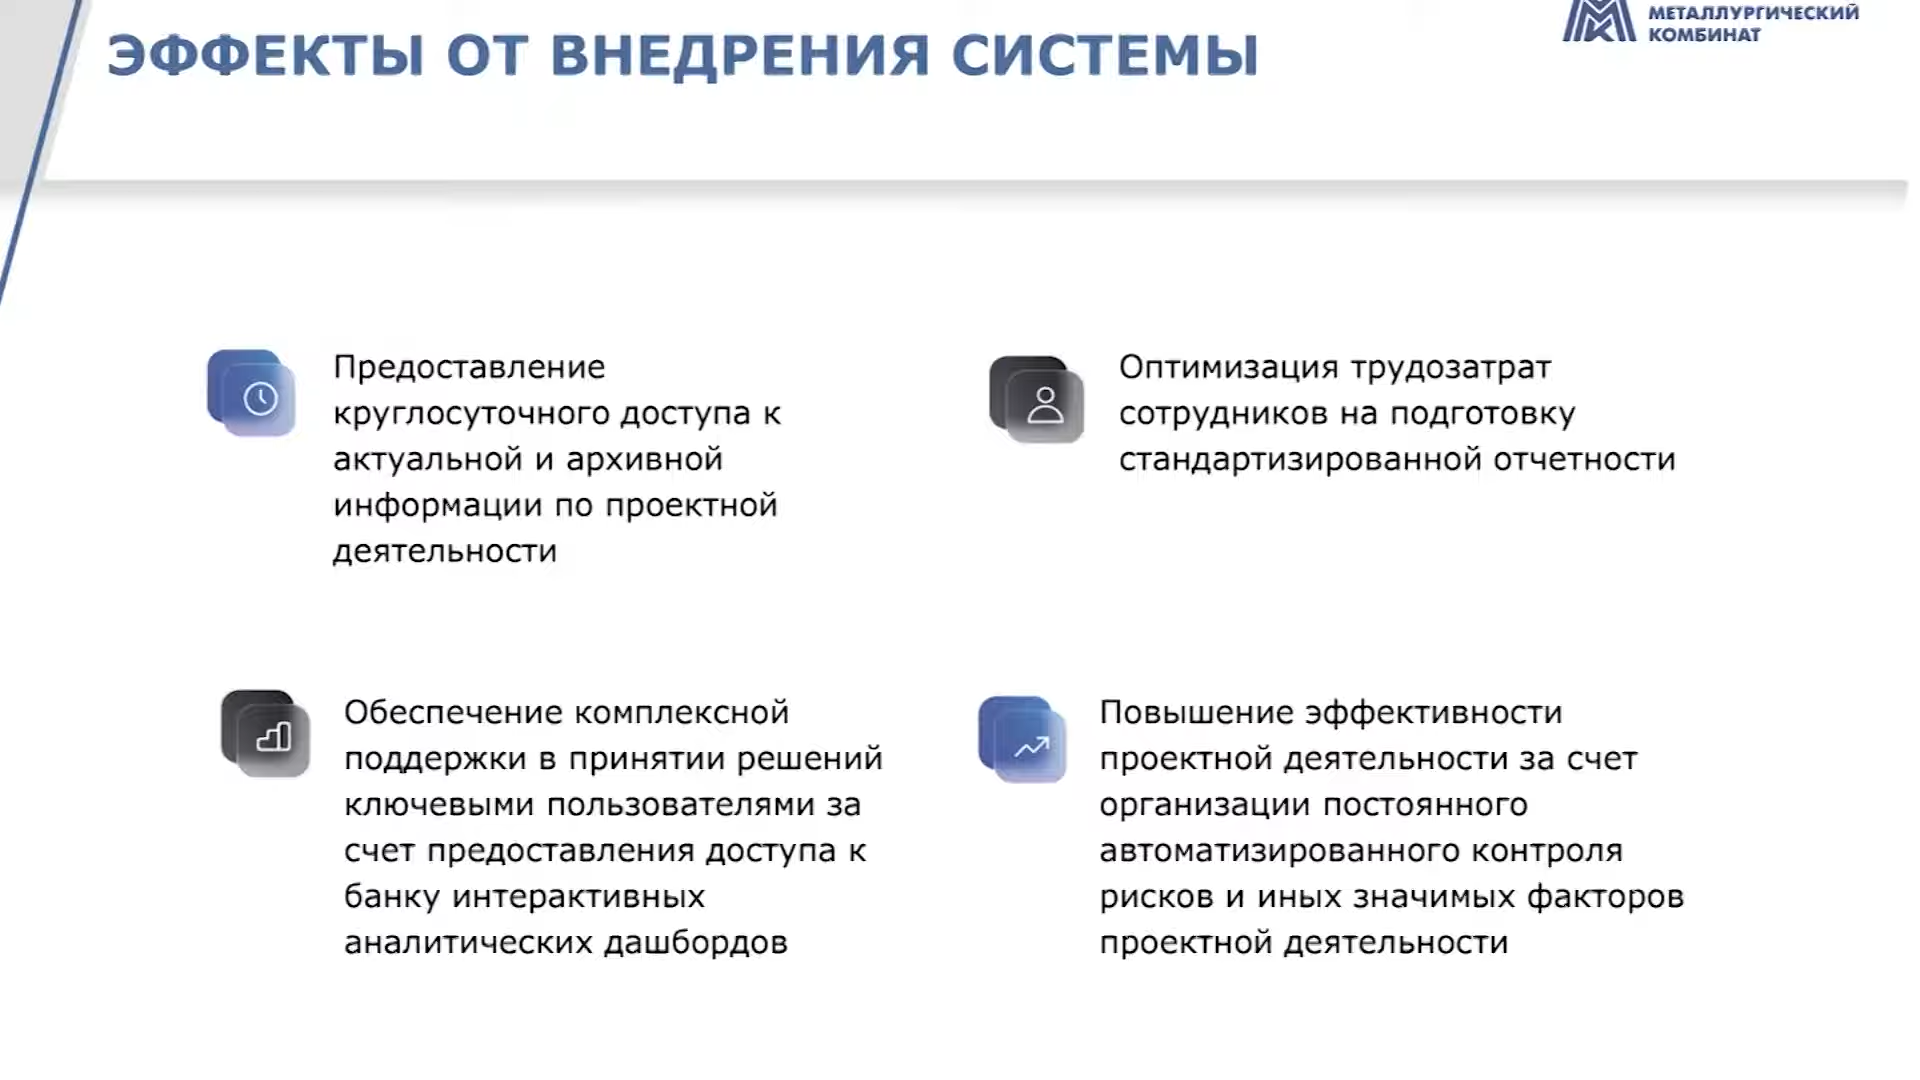 ЭФФЕКТЫ ОТ ВНЕДРЕНИЯ СИСТЕМЫ
МЕТАЛЛУРГИЧЕСКИЙ
КОМБИНАТ
Предоставление
круглосуточного доступа к
актуальной и архивной
информации по проектной
деятельности
Оптимизация трудозатрат
сотрудников на подготовку
стандартизированной отчетности
Обеспечение комплексной
поддержки в принятии решений
ключевыми пользователями за
счет предоставления доступа к
банку интерактивных
аналитических дашбордов
Повышение эффективности
проектной деятельности за счет
организации постоянного
автоматизированного контроля
рисков и иных значимых факторов
проектной деятельности